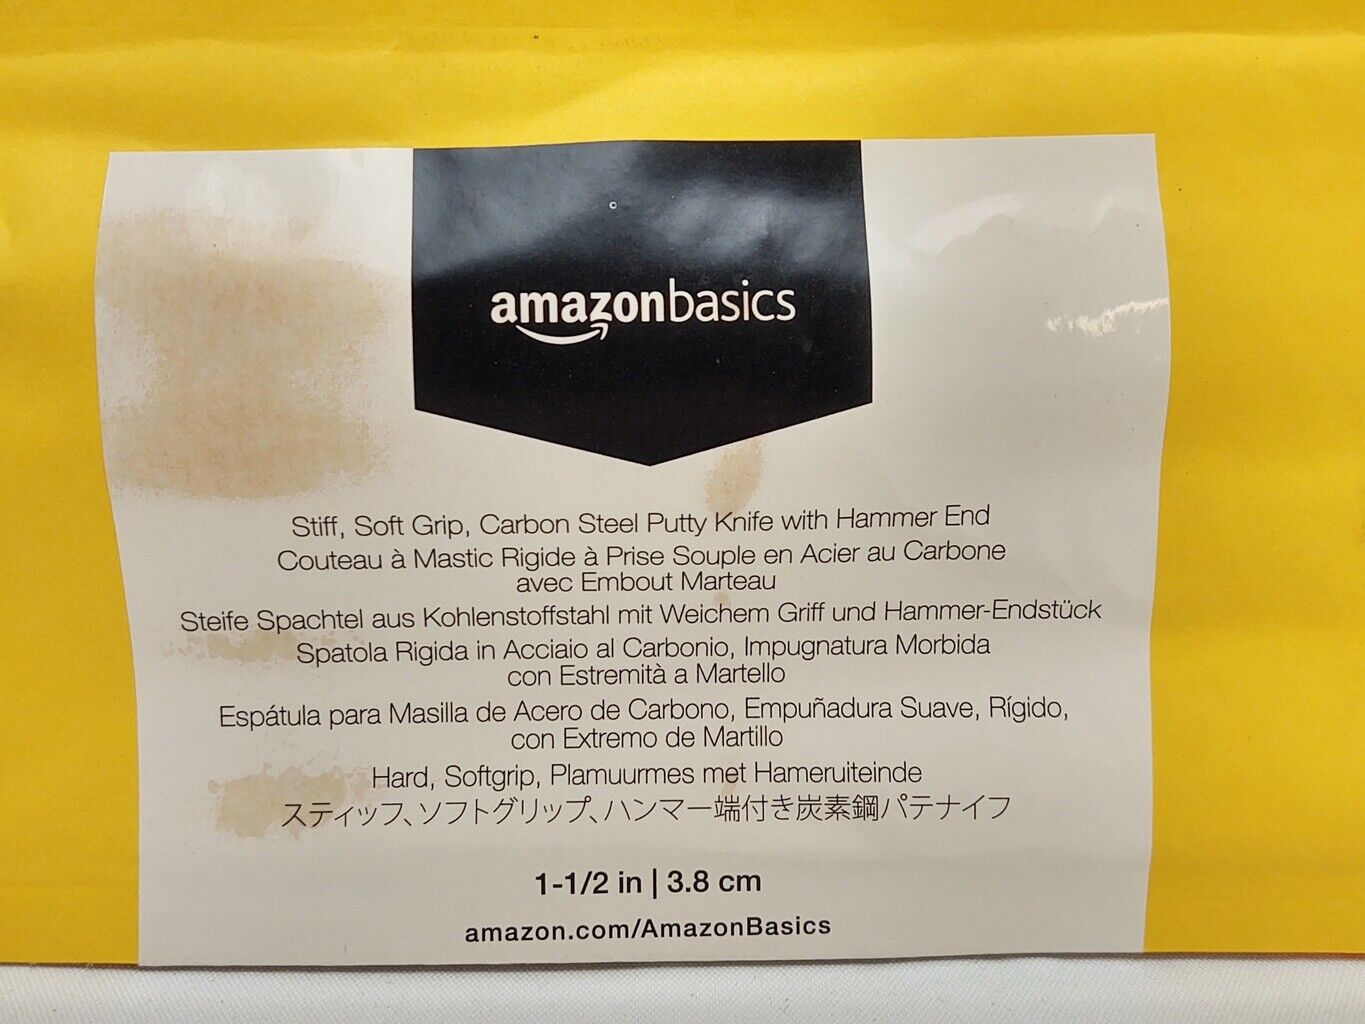 amazonbasics
Stiff, Soft Grip, Carbon Steel Putty Knife with Hammer End
Couteau à Mastic Rigide à Prise Souple en Acier au Carbone
avec Embout Marteau
Steife Spachtel aus Kohlenstoffstahl mit Weichem Griff und Hammer-Endstück
Spatola Rigida in Acciaio al Carbonio, Impugnatura Morbida
con Estremità a Martello
Espátula para Masilla de Acero de Carbono, Empuñadura Suave, Rígido,
con Extremo de Martillo
Hard, Softgrip, Plamuurmes met Hameruiteinde
スティッフ、ソフトグリップ、ハンマー端付き炭素鋼パテナイフ
1-1/2 in | 3.8 cm
amazon.com/AmazonBasics